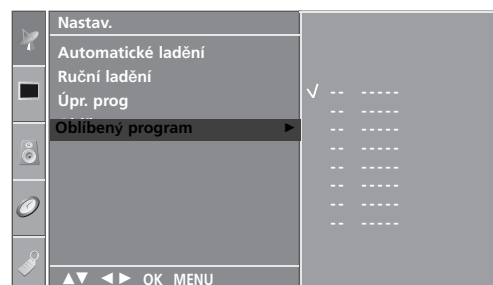 Nastav.
Automatické ladění
Ruční ladění
Úpr. prog
Oblíbený program ►
√ -- -----
-- -----
-- -----
-- -----
-- -----
-- -----
-- -----
-- -----
▲▼ ◄► OK MENU